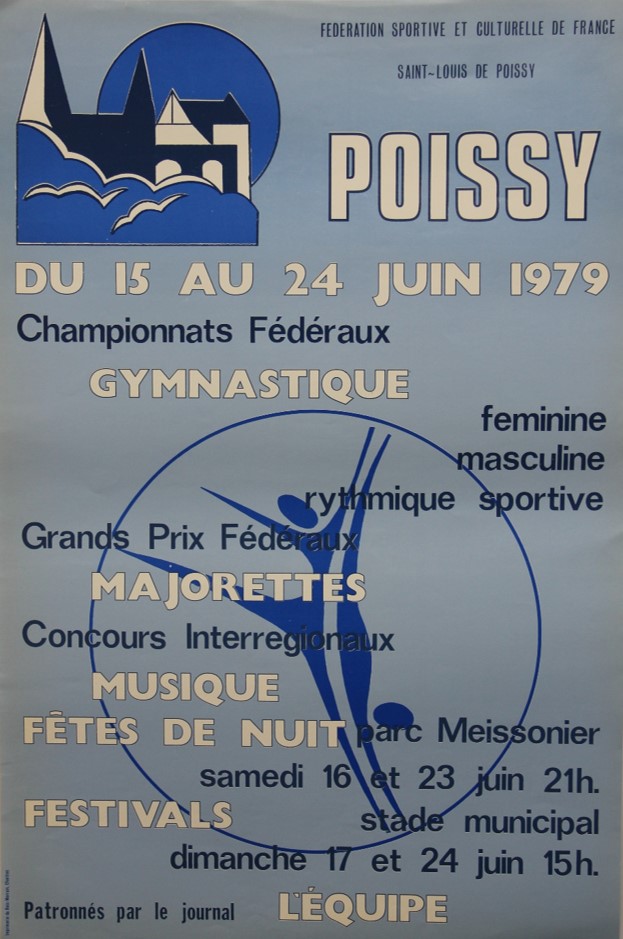 FEDERATION SPORTIVE ET CULTURELLE DE FRANCE
SAINT~LOUIS DE POISSY
POISSY
DU 15 AU 24 JUIN 1979
Championnats Fédéraux
GYMNASTIQUE
feminine
masculine
rythmique sportive
Grands Prix Fédéraux
MAJORETTES
Concours Interregionaux
MUSIQUE
FÊTES DE NUIT parc Meissonier
samedi 16 et 23 juin 21h.
FESTIVALS stade municipal
dimanche 17 et 24 juin 15h.
Patronnés par le journal L'ÉQUIPE